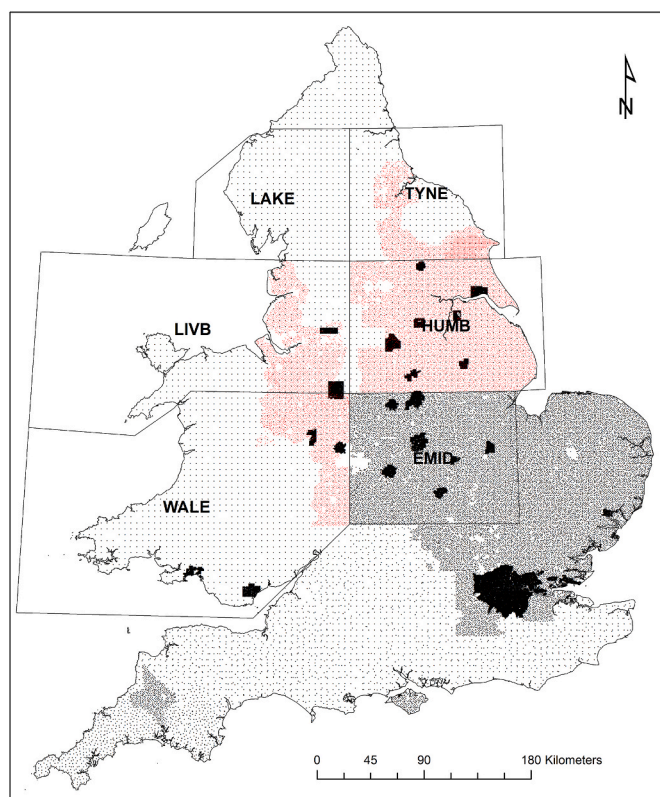 N
LAKE
TYNE
LIVB
HUMB
EMID
WALE
0 45 90 180 Kilometers